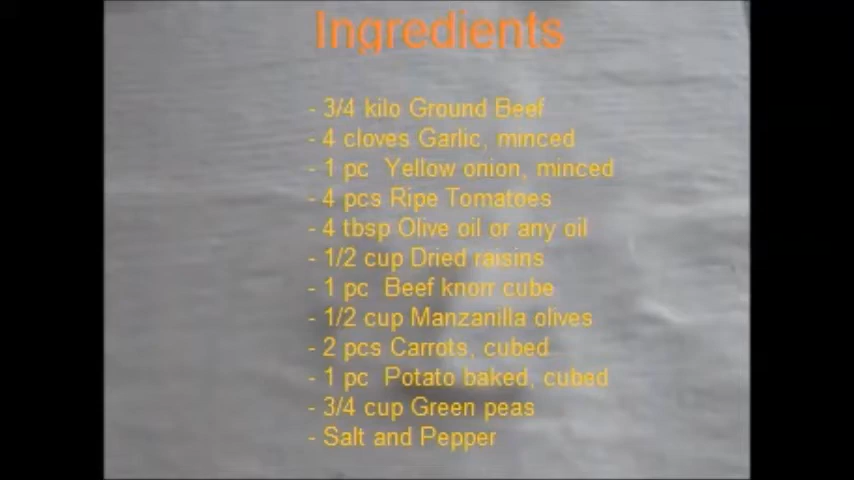 Ingredients
- 3/4 kilo Ground Beef
- 4 cloves Garlic, minced
- 1 pc  Yellow onion, minced
- 4 pcs Ripe Tomatoes
- 4 tbsp Olive oil or any oil
- 1/2 cup Dried raisins
- 1 pc  Beef knorr cube
- 1/2 cup Manzanilla olives
- 2 pcs Carrots, cubed
- 1 pc  Potato baked, cubed
- 3/4 cup Green peas
- Salt and Pepper